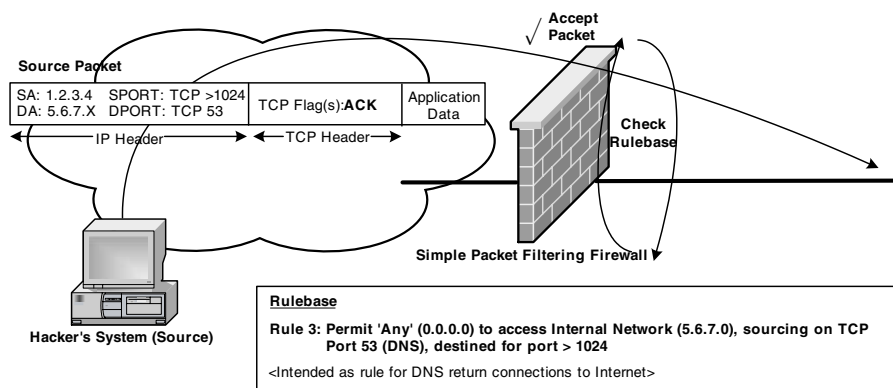 √ Accept
Packet
Source Packet
SA: 1.2.3.4 SPORT: TCP >1024
DA: 5.6.7.X DPORT: TCP 53
TCP Flag(s):ACK
Application
Data
IP Header
TCP Header
Check
Rulebase
Simple Packet Filtering Firewall
Hacker's System (Source)
Rulebase
Rule 3: Permit 'Any' (0.0.0.0) to access Internal Network (5.6.7.0), sourcing on TCP
Port 53 (DNS), destined for port > 1024
<Intended as rule for DNS return connections to Internet>